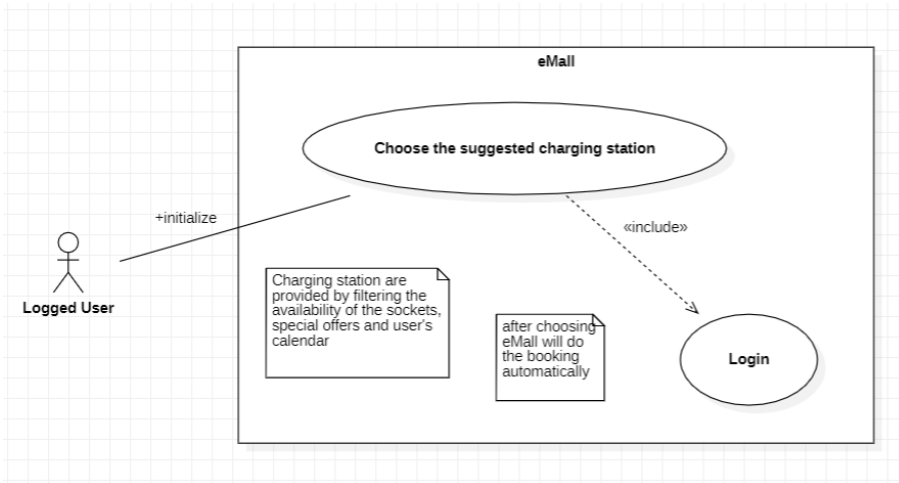 eMall
Choose the suggested charging station
+initialize
«include»
Logged User
Charging station are
provided by filtering the
availability of the sockets,
special offers and user's
calendar
after choosing
eMall will do
the booking
automatically
Login